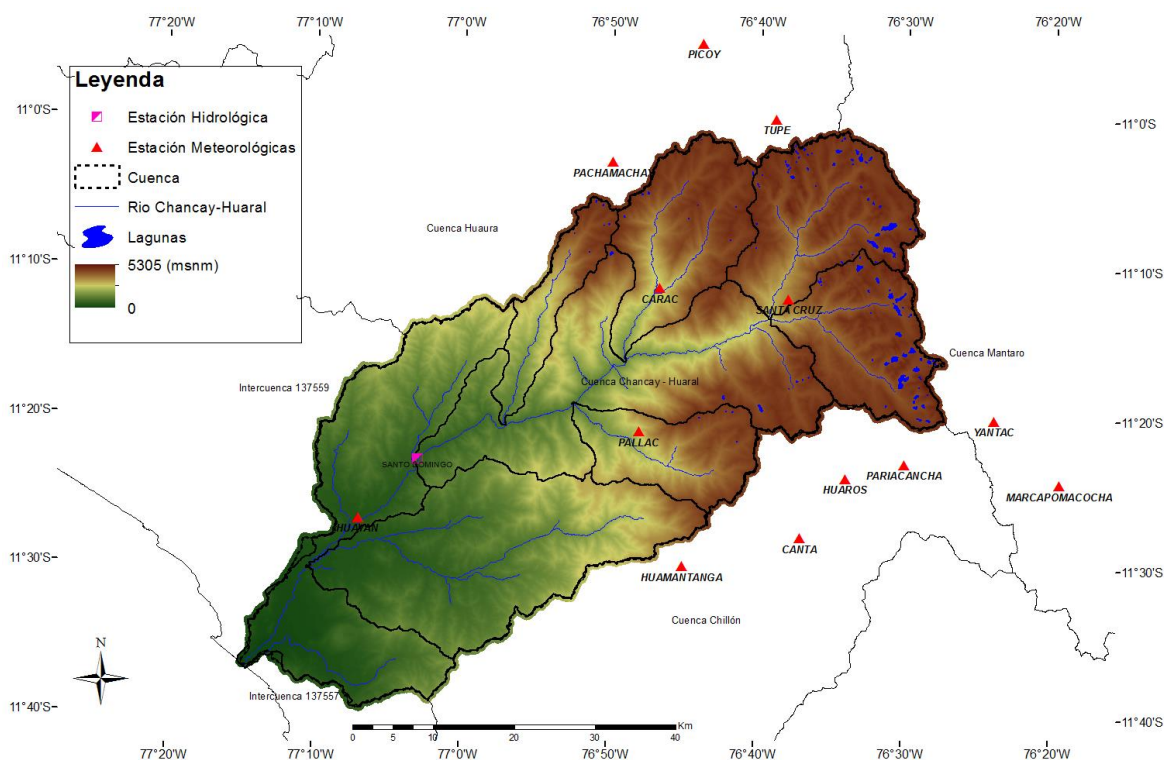 77°20'W
77°10'W
77°0'W
76°50'W
76°40'W
76°30'W
76°20'W
PICOY
Leyenda
Estación Hidrológica
Estación Meteorológicas
Cuenca
Rio Chancay-Huaral
Lagunas
5305 (msnm)
0
11°0'S
11°0'S
TUPE
PACHAMACHAY
Cuenca Huaura
11°10'S
11°10'S
CARAC
SANTA CRUZ
Cuenca Mantaro
Cuenca Chancay - Huaral
Intercuenca 137559
11°20'S
11°20'S
PALLAC
YANTAC
SANTO DOMINGO
PARIACANCHA
HUAROS
MARCAPOMACOCHA
HUAYAN
CANTA
11°30'S
11°30'S
HUAMANTANGA
Cuenca Chillón
N
Intercuenca 137557
11°40'S
11°40'S
Km
0
5
10
20
30
40
77°20'W
77°10'W
77°0'W
76°50'W
76°40'W
76°30'W
76°20'W